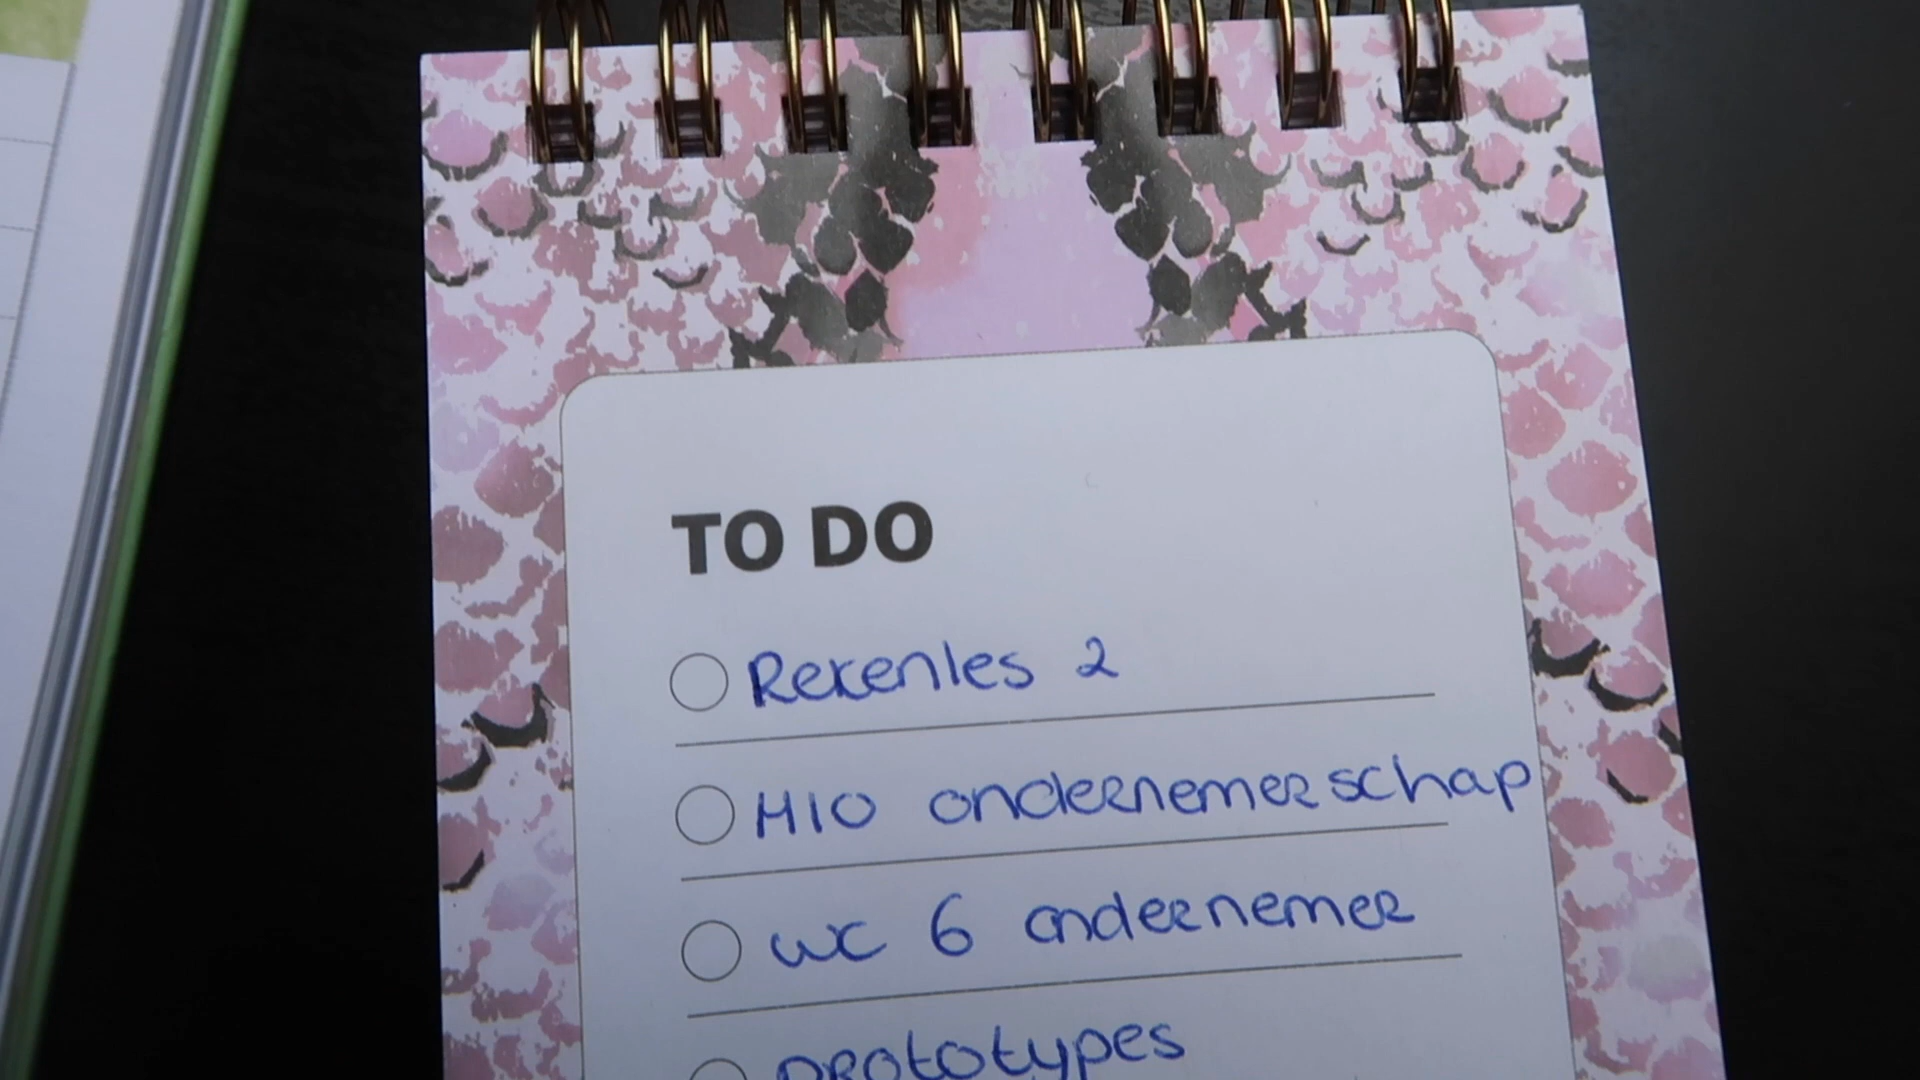 TO DO
Rekenles 2
H10 ondernemerschap
WC 6 ondernemer
prototypes